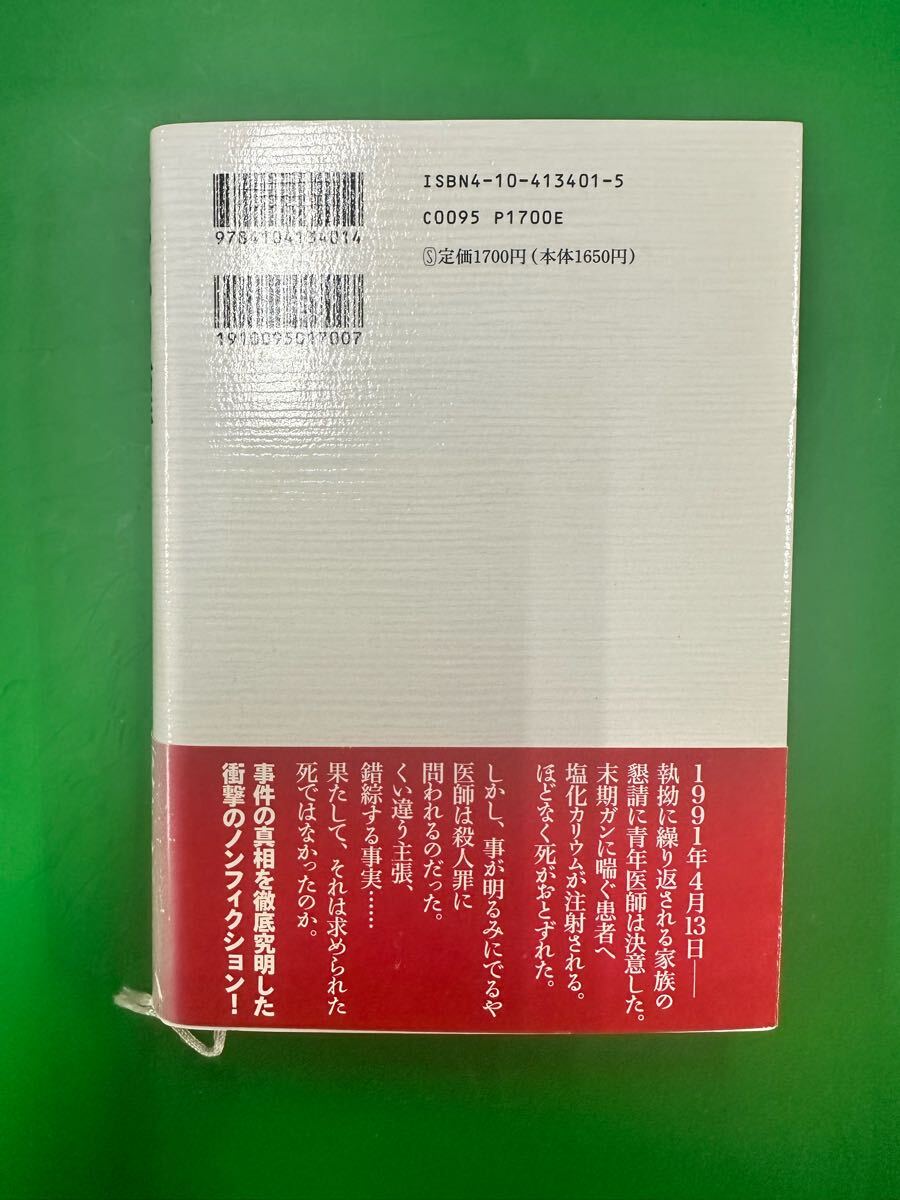 ISBN4-10-413401-5
C0095 P1700E
Ⓢ定価1700円(本体1650円)
9784104134014
1910095017007
1991年4月13日――
執拗に繰り返される家族の
懇請に青年医師は決意した。
末期ガンに喘ぐ患者へ
塩化カリウムが注射される。
ほどなく死がおとずれた。
しかし、事が明るみにでるや
医師は殺人罪に
問われるのだった。
くい違う主張、
錯綜する事実……
果たして、それは求められた
死ではなかったのか。
事件の真相を徹底究明した
衝撃のノンフィクション!